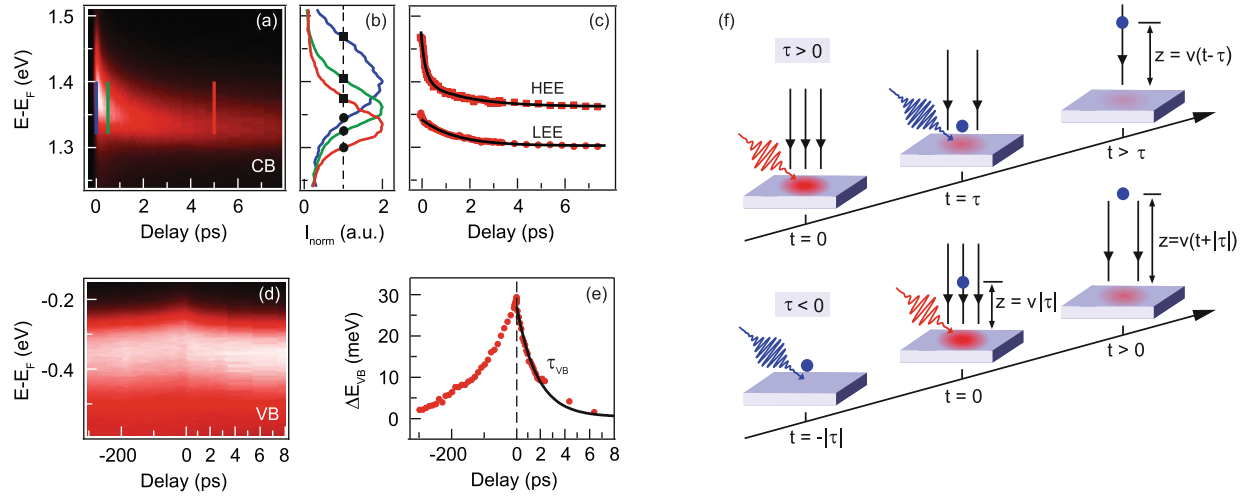 (a)
1.5
1.4
1.3
E-E_F (eV)
CB
0 2 4 6
Delay (ps)
(b)
0 1 2
I_norm (a.u.)
(c)
HEE
LEE
0 2 4 6
Delay (ps)
(d)
-0.2
-0.4
E-E_F (eV)
VB
-200 0 2 4 6 8
Delay (ps)
(e)
30
20
10
0
ΔE_VB (meV)
τ_VB
-200 0 2 4 6 8
Delay (ps)
(f)
τ > 0
t = 0
t = τ
z = v(t-τ)
t > τ
τ < 0
t = -|τ|
z = v|τ|
t = 0
z=v(t+|τ|)
t > 0